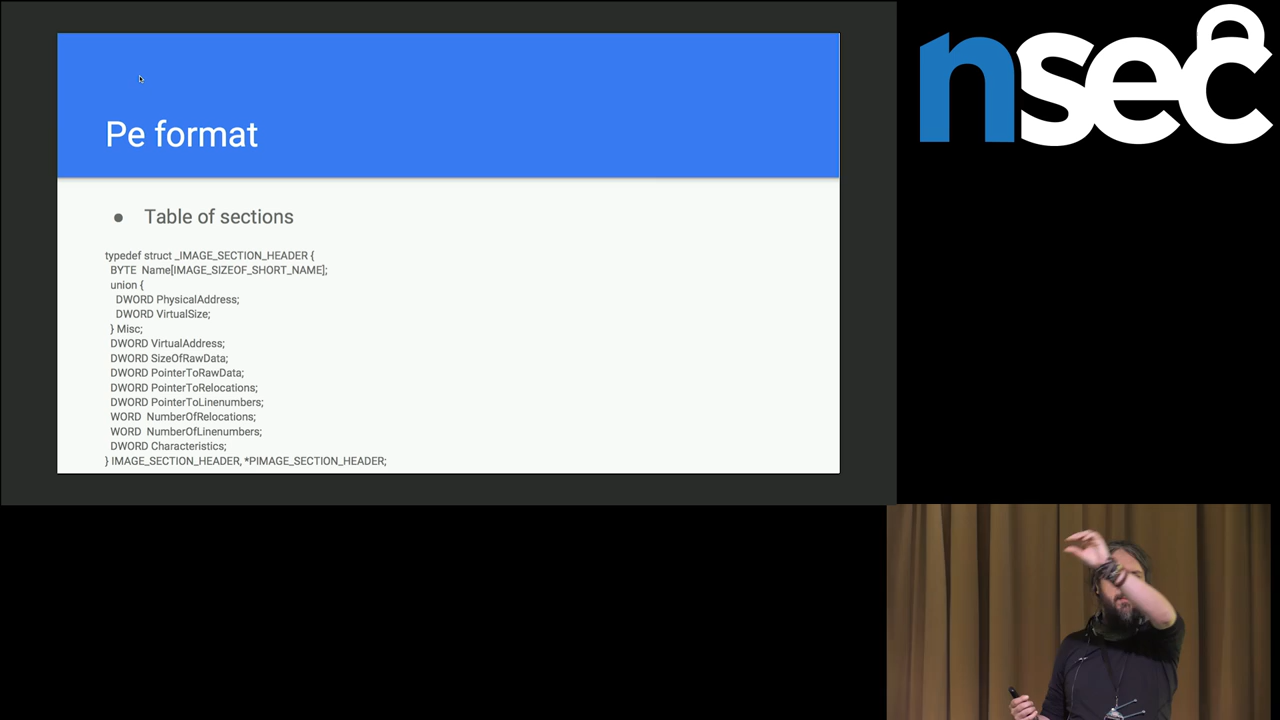 Pe format
● Table of sections
typedef struct _IMAGE_SECTION_HEADER {
BYTE Name[IMAGE_SIZEOF_SHORT_NAME];
union {
DWORD PhysicalAddress;
DWORD VirtualSize;
} Misc;
DWORD VirtualAddress;
DWORD SizeOfRawData;
DWORD PointerToRawData;
DWORD PointerToRelocations;
DWORD PointerToLinenumbers;
WORD NumberOfRelocations;
WORD NumberOfLinenumbers;
DWORD Characteristics;
} IMAGE_SECTION_HEADER, *PIMAGE_SECTION_HEADER;
nsec